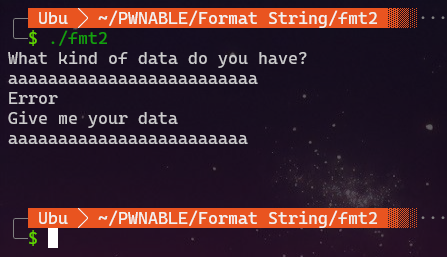 Ubu ~/PWNABLE/Format String/fmt2
$ ./fmt2
What kind of data do you have?
aaaaaaaaaaaaaaaaaaaaaaaaa
Error
Give me your data
aaaaaaaaaaaaaaaaaaaaaaaa
Ubu ~/PWNABLE/Format String/fmt2
$